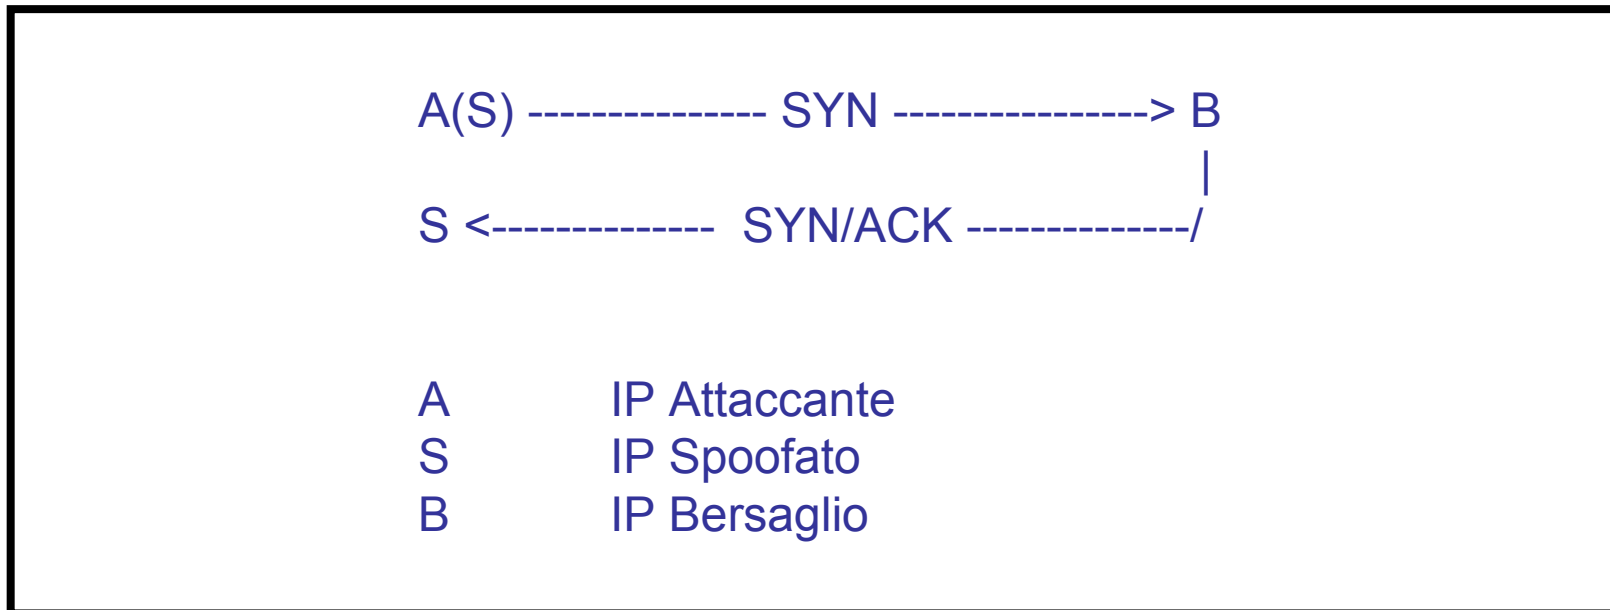 A(S) --------------- SYN ----------------> B
|
S <-------------- SYN/ACK --------------/
A IP Attaccante
S IP Spoofato
B IP Bersaglio